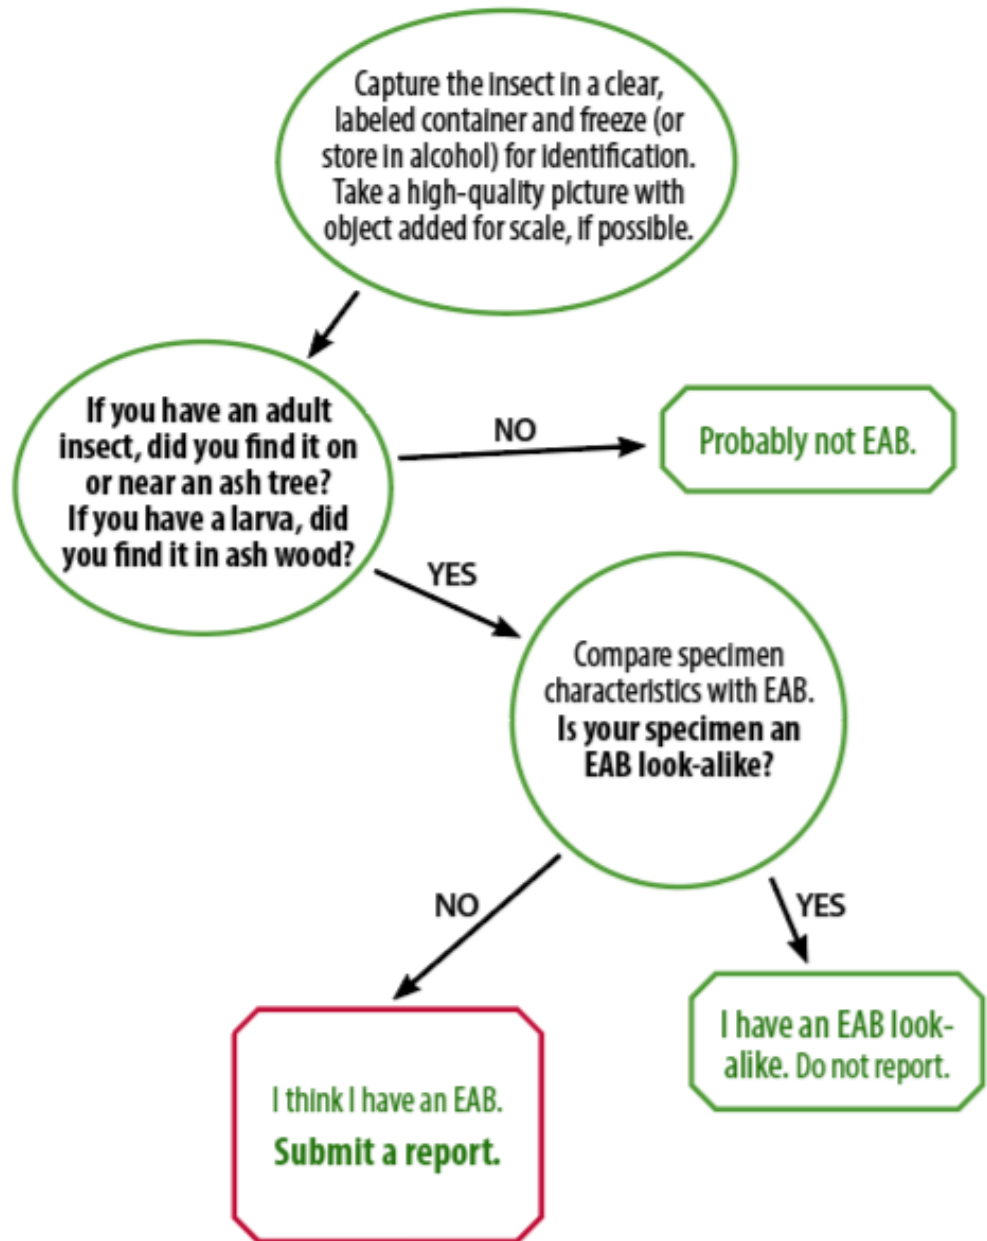 Capture the insect in a clear,
labeled container and freeze (or
store in alcohol) for identification.
Take a high-quality picture with
object added for scale, if possible.
If you have an adult
insect, did you find it on
or near an ash tree?
If you have a larva, did
you find it in ash wood?
NO
Probably not EAB.
YES
Compare specimen
characteristics with EAB.
Is your specimen an
EAB look-alike?
NO
I think I have an EAB.
Submit a report.
YES
I have an EAB look-
alike. Do not report.